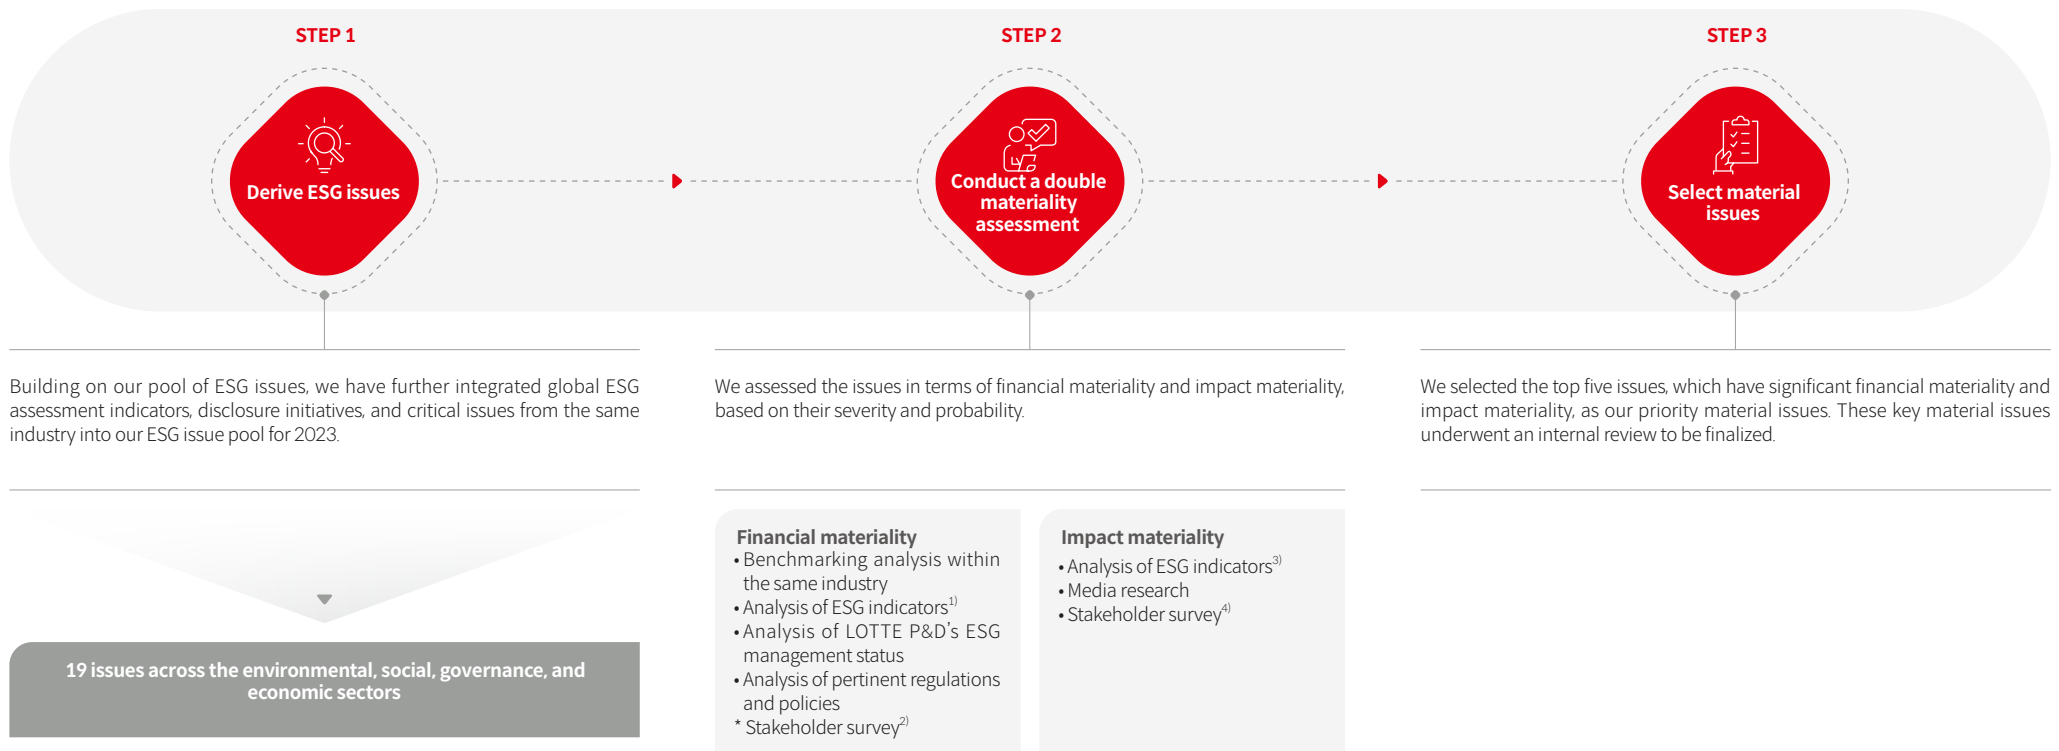 STEP 1
Derive ESG issues
Building on our pool of ESG issues, we have further integrated global ESG
assessment indicators, disclosure initiatives, and critical issues from the same
industry into our ESG issue pool for 2023.
19 issues across the environmental, social, governance, and
economic sectors
STEP 2
Conduct a double
materiality
assessment
We assessed the issues in terms of financial materiality and impact materiality,
based on their severity and probability.
Financial materiality
• Benchmarking analysis within
the same industry
• Analysis of ESG indicators1)
• Analysis of LOTTE P&D's ESG
management status
• Analysis of pertinent regulations
and policies
* Stakeholder survey2)
Impact materiality
• Analysis of ESG indicators3)
• Media research
• Stakeholder survey4)
STEP 3
Select material
issues
We selected the top five issues, which have significant financial materiality and
impact materiality, as our priority material issues. These key material issues
underwent an internal review to be finalized.